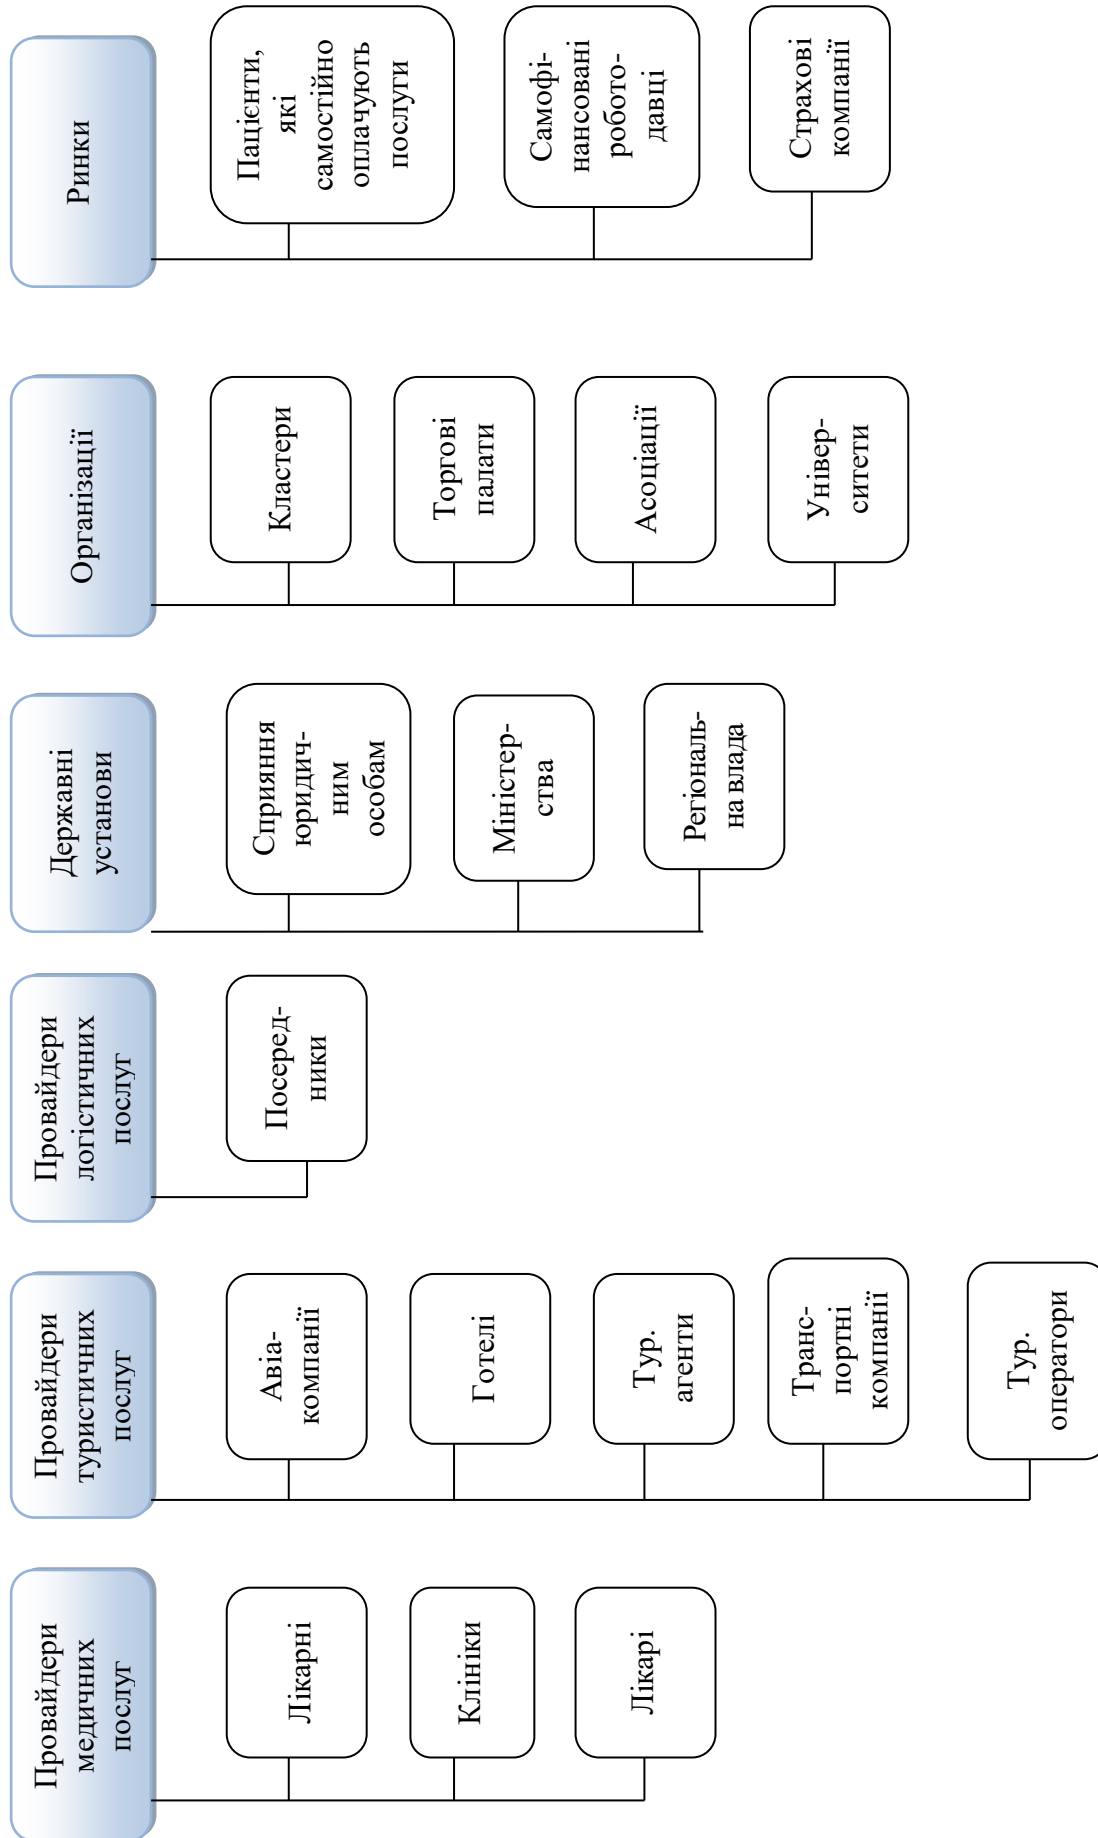 Провайдери
медичних
послуг
Лікарні
Клініки
Лікарі
Провайдери
туристичних
послуг
Авіа-
компанії
Готелі
Тур.
агенти
Транс-
портні
компанії
Тур.
оператори
Провайдери
логістичних
послуг
Посеред-
ники
Державні
установи
Сприяння
юридич-
ним
особам
Міністер-
ства
Регіональ-
на влада
Організації
Кластери
Торгові
палати
Асоціації
Універ-
ситети
Ринки
Пацієнти,
які
самостійно
оплачують
послуги
Самофі-
нансовані
робото-
давці
Страхові
компанії